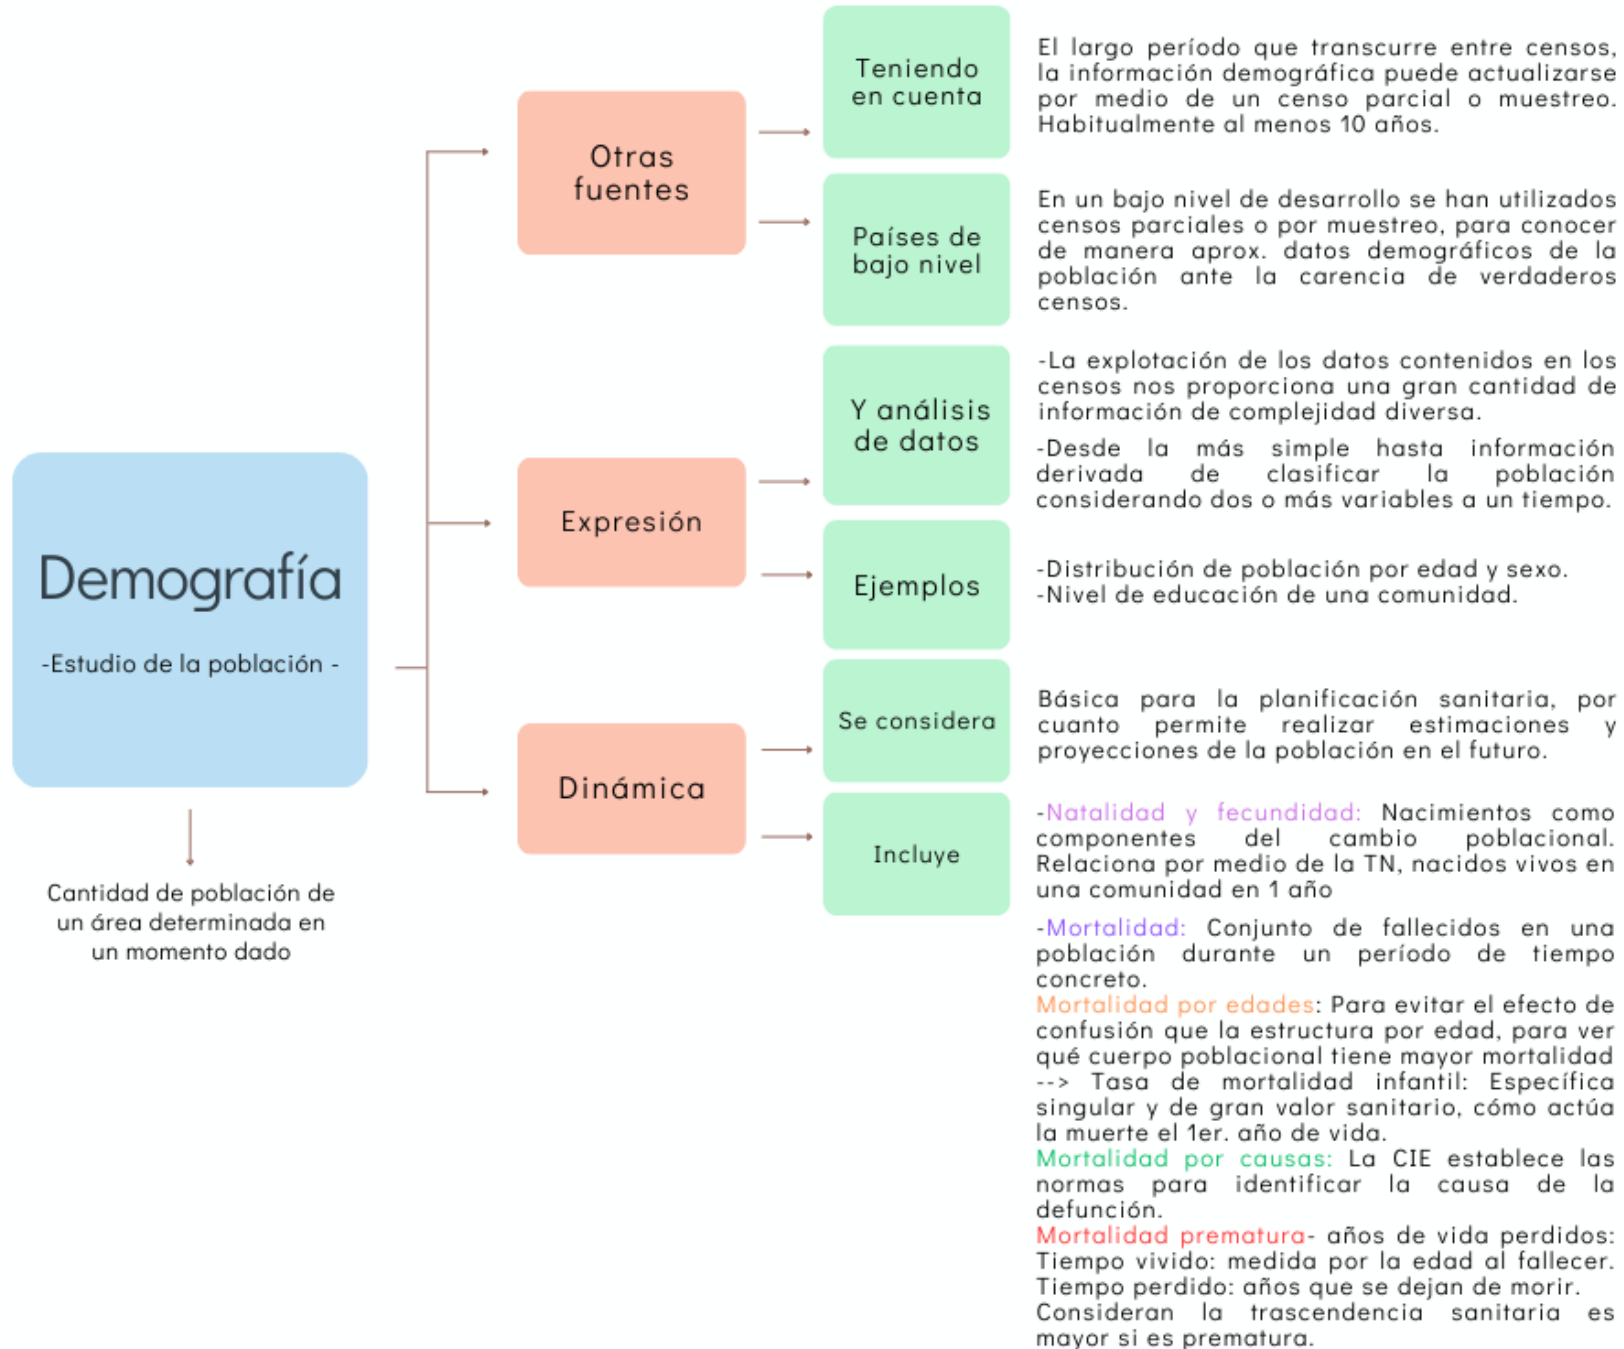 Demografía
-Estudio de la población -
Cantidad de población de
un área determinada en
un momento dado
Otras
fuentes
Teniendo
en cuenta
El largo período que transcurre entre censos,
la información demográfica puede actualizarse
por medio de un censo parcial o muestreo.
Habitualmente al menos 10 años.
Países de
bajo nivel
En un bajo nivel de desarrollo se han utilizados
censos parciales o por muestreo, para conocer
de manera aprox. datos demográficos de la
población ante la carencia de verdaderos
censos.
Expresión
Y análisis
de datos
-La explotación de los datos contenidos en los
censos nos proporciona una gran cantidad de
información de complejidad diversa.
-Desde la más simple hasta información
derivada de clasificar la población
considerando dos o más variables a un tiempo.
Ejemplos
-Distribución de población por edad y sexo.
-Nivel de educación de una comunidad.
Dinámica
Se considera
Básica para la planificación sanitaria, por
cuanto permite realizar estimaciones y
proyecciones de la población en el futuro.
Incluye
-Natalidad y fecundidad: Nacimientos como
componentes del cambio poblacional.
Relaciona por medio de la TN, nacidos vivos en
una comunidad en 1 año
-Mortalidad: Conjunto de fallecidos en una
población durante un período de tiempo
concreto.
Mortalidad por edades: Para evitar el efecto de
confusión que la estructura por edad, para ver
qué cuerpo poblacional tiene mayor mortalidad
--> Tasa de mortalidad infantil: Específica
singular y de gran valor sanitario, cómo actúa
la muerte el 1er. año de vida.
Mortalidad por causas: La CIE establece las
normas para identificar la causa de la
defunción.
Mortalidad prematura- años de vida perdidos:
Tiempo vivido: medida por la edad al fallecer.
Tiempo perdido: años que se dejan de morir.
Consideran la trascendencia sanitaria es
mayor si es prematura.